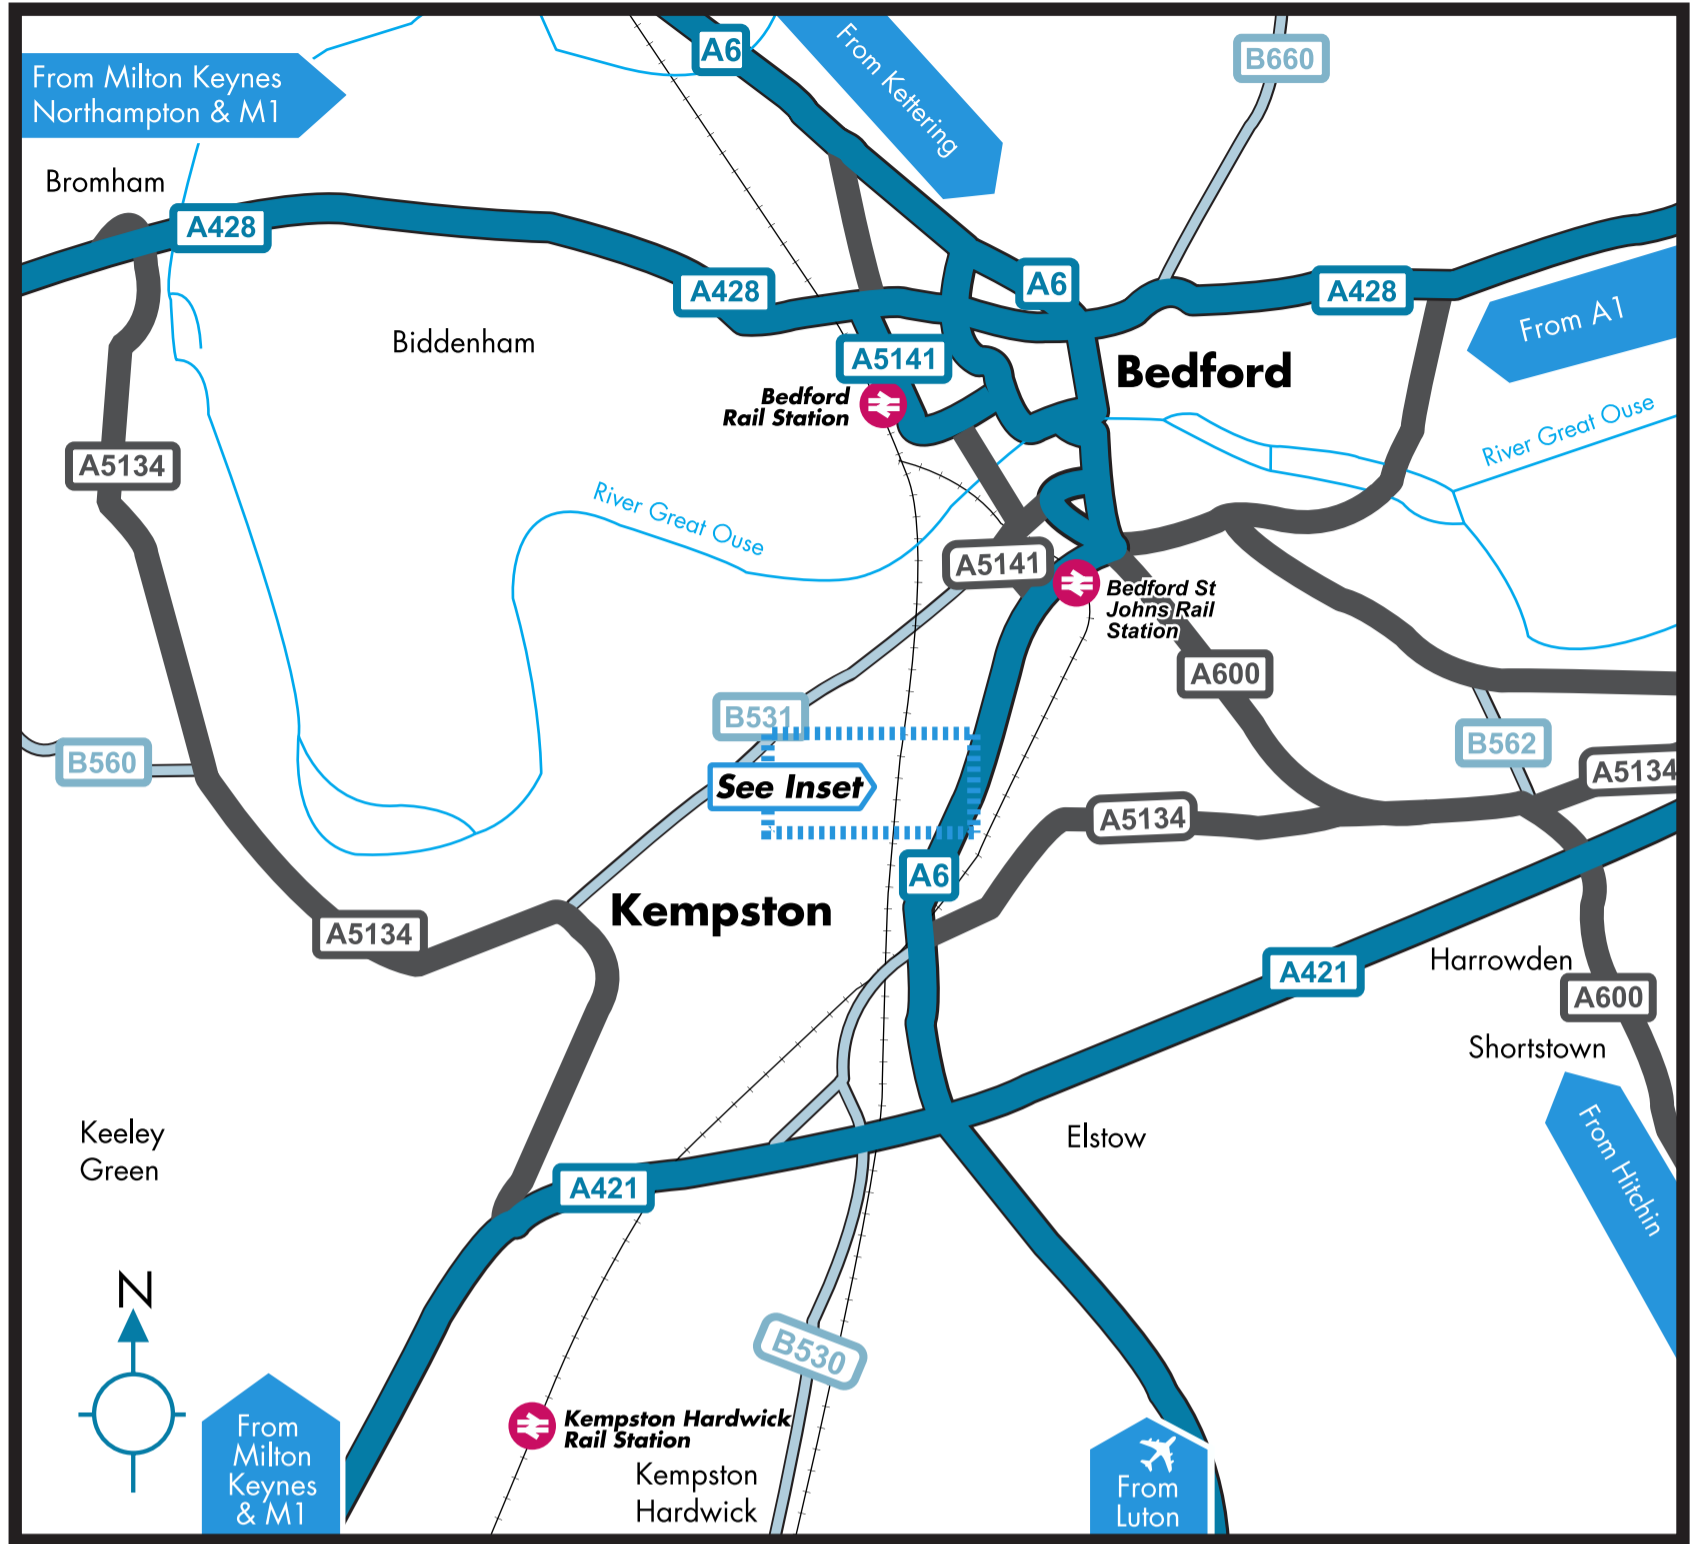 A6
From Kettering
B660
From Milton Keynes
Northampton & M1
Bromham
A428
A428
A6
A428
From A1
Biddenham
A5141
Bedford
Bedford
Rail Station
River Great Ouse
A5134
River Great Ouse
A5141
Bedford St
Johns Rail
Station
A600
B531
B562
B560
See Inset
A5134
A5134
A6
Kempston
A5134
Harrowden
A421
A600
Shortstown
Keeley
Green
Elstow
From Hitchin
A421
N
B530
From
Milton
Keynes
& M1
Kempston Hardwick
Rail Station
Kempston
Hardwick
From
Luton